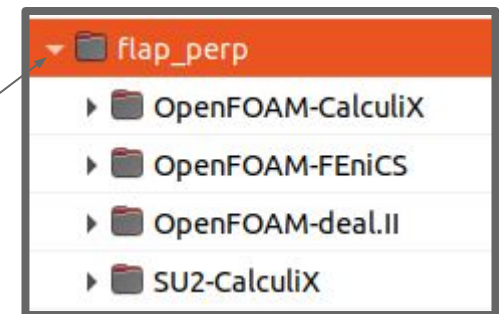 flap_perp
OpenFOAM-CalculiX
OpenFOAM-FEniCS
OpenFOAM-deal.II
SU2-CalculiX